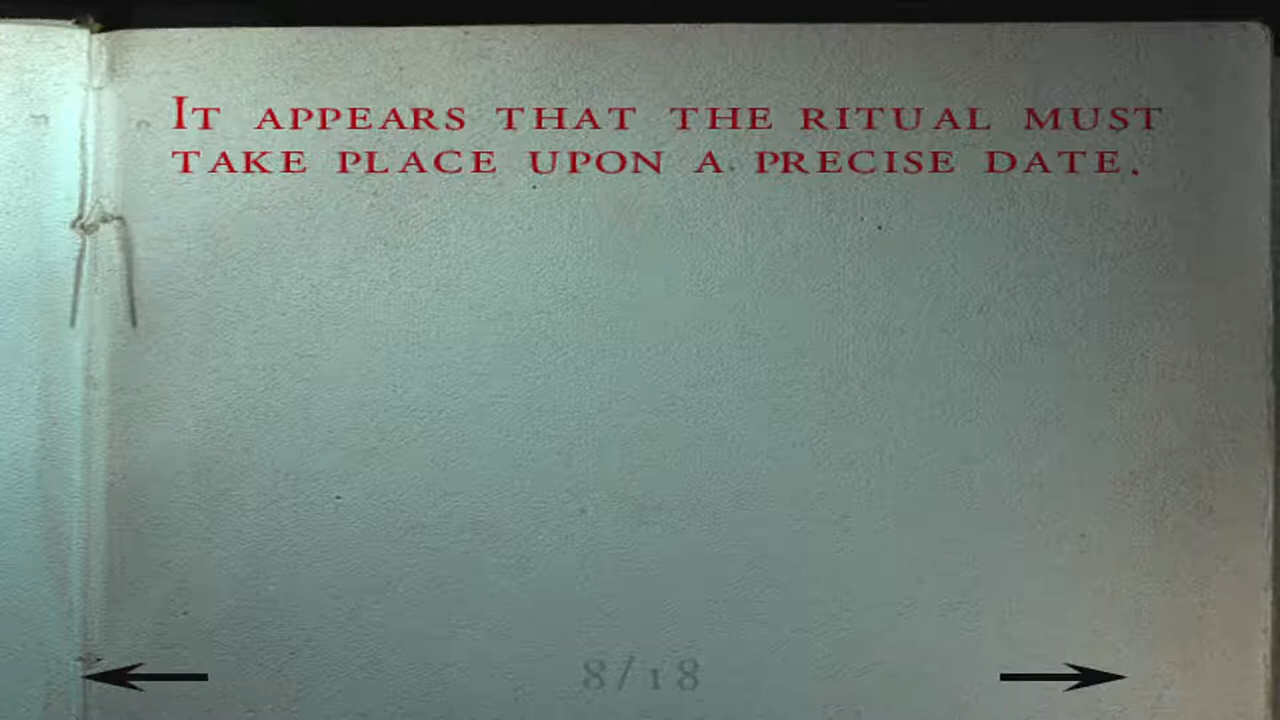 It appears that the ritual must
take place upon a precise date.
8/18